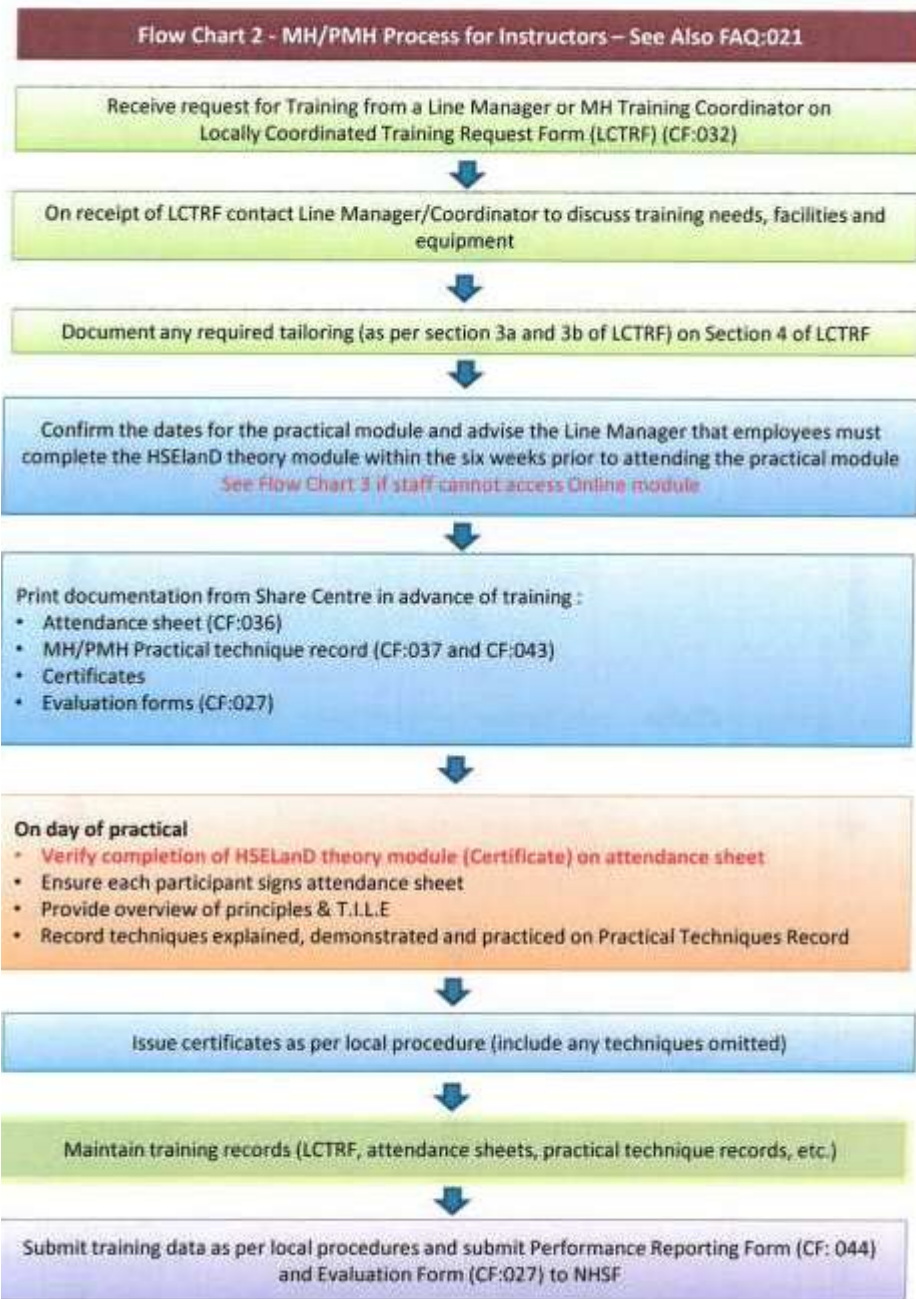 Flow Chart 2 - MH/PMH Process for Instructors – See Also FAQ:021
Receive request for Training from a Line Manager or MH Training Coordinator on
Locally Coordinated Training Request Form (LCTRF) (CF:032)
On receipt of LCTRF contact Line Manager/Coordinator to discuss training needs, facilities and
equipment
Document any required tailoring (as per section 3a and 3b of LCTRF) on Section 4 of LCTRF
Confirm the dates for the practical module and advise the Line Manager that employees must
complete the HSElanD theory module within the six weeks prior to attending the practical module
See Flow Chart 3 if staff cannot access Online module
Print documentation from Share Centre in advance of training :
• Attendance sheet (CF:036)
• MH/PMH Practical technique record (CF:037 and CF:043)
• Certificates
• Evaluation forms (CF:027)
On day of practical
• Verify completion of HSELanD theory module (Certificate) on attendance sheet
• Ensure each participant signs attendance sheet
• Provide overview of principles & T.I.L.E
• Record techniques explained, demonstrated and practiced on Practical Techniques Record
Issue certificates as per local procedure (include any techniques omitted)
Maintain training records (LCTRF, attendance sheets, practical technique records, etc.)
Submit training data as per local procedures and submit Performance Reporting Form (CF: 044)
and Evaluation Form (CF:027) to NHSF